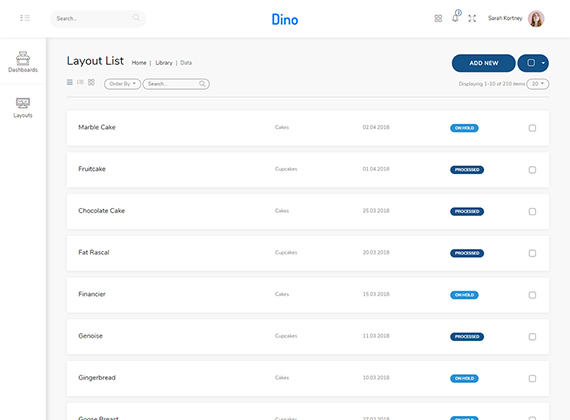 Search..
Dino
3
Sarah Kortney
Dashboards
Layouts
Layout List Home | Library | Data
ADD NEW
Order By
Search...
Displaying 1-10 of 210 items 20
Marble Cake Cakes 02.04.2018 ON HOLD
Fruitcake Cupcakes 01.04.2018 PROCESSED
Chocolate Cake Cakes 25.03.2018 PROCESSED
Fat Rascal Cupcakes 20.03.2018 PROCESSED
Financier Cakes 15.03.2018 ON HOLD
Genoise Cupcakes 11.03.2018 PROCESSED
Gingerbread Cakes 10.03.2018 ON HOLD
Goose Breast Cupcakes